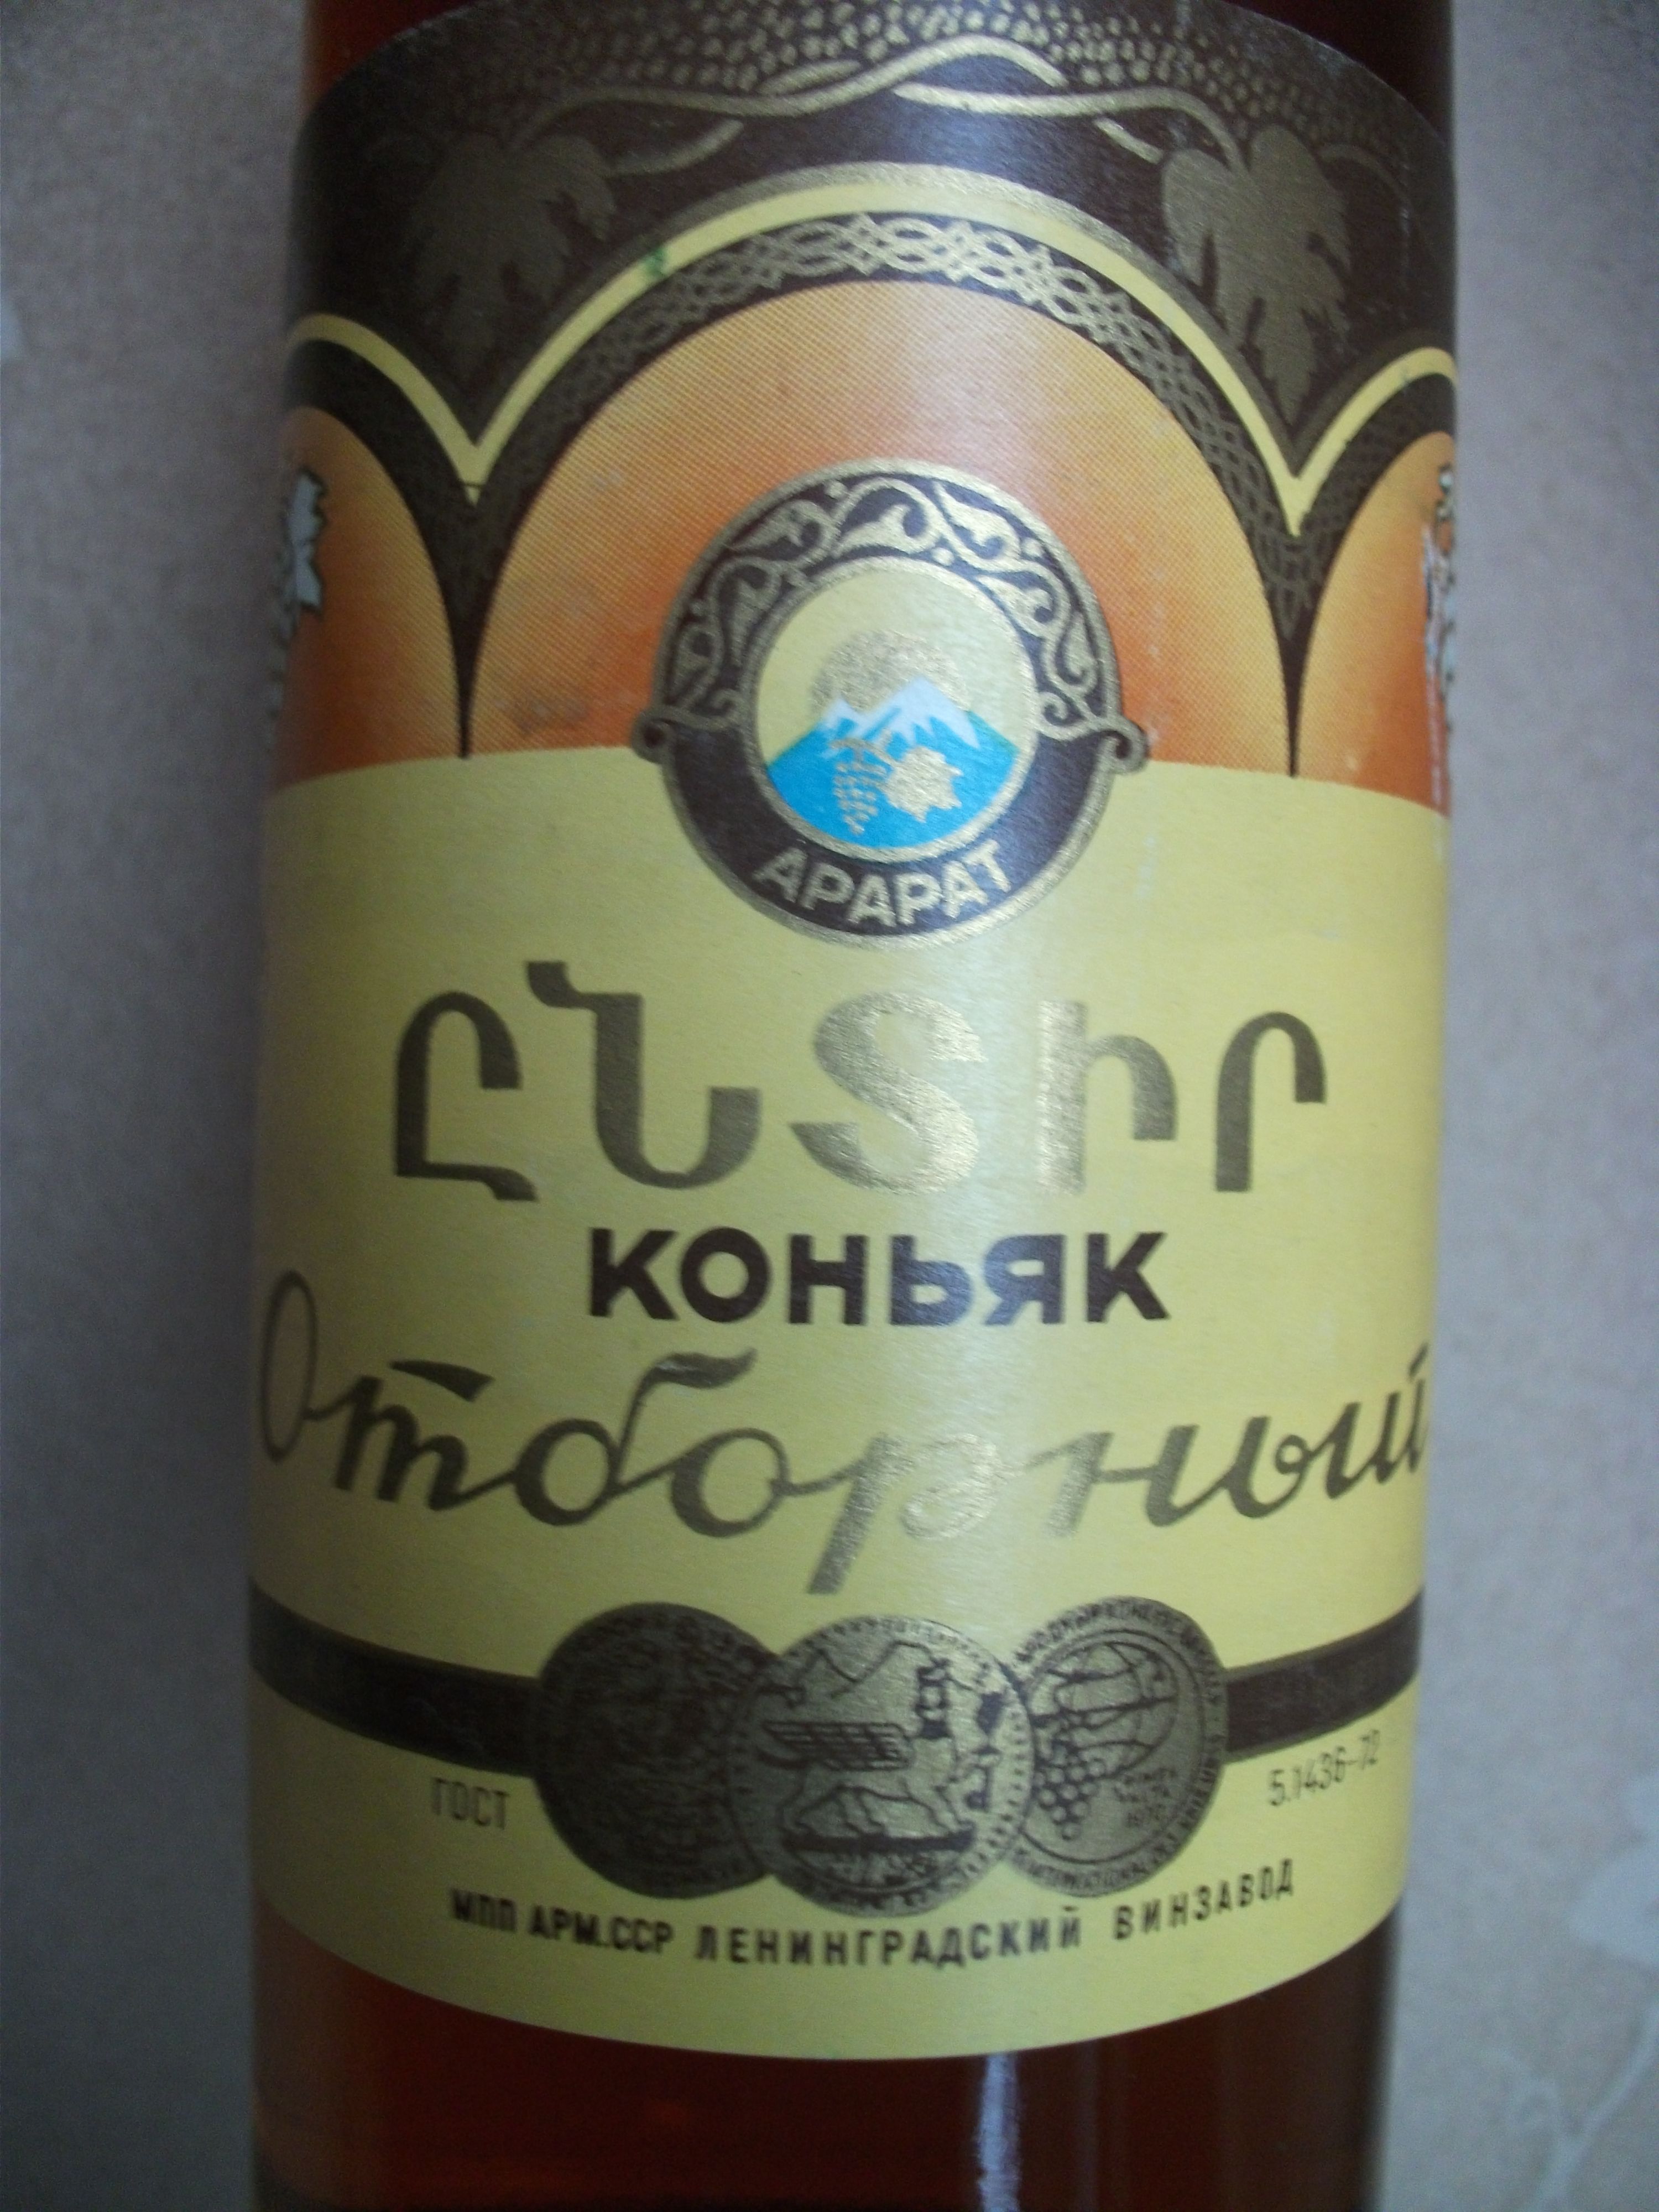 АРАРАТ
ԸՆՏԻՐ
КОНЬЯК
Отборный
ГОСТ 5.1436-72
МПП АРМ.ССР ЛЕНИНГРАДСКИЙ ВИНЗАВОД